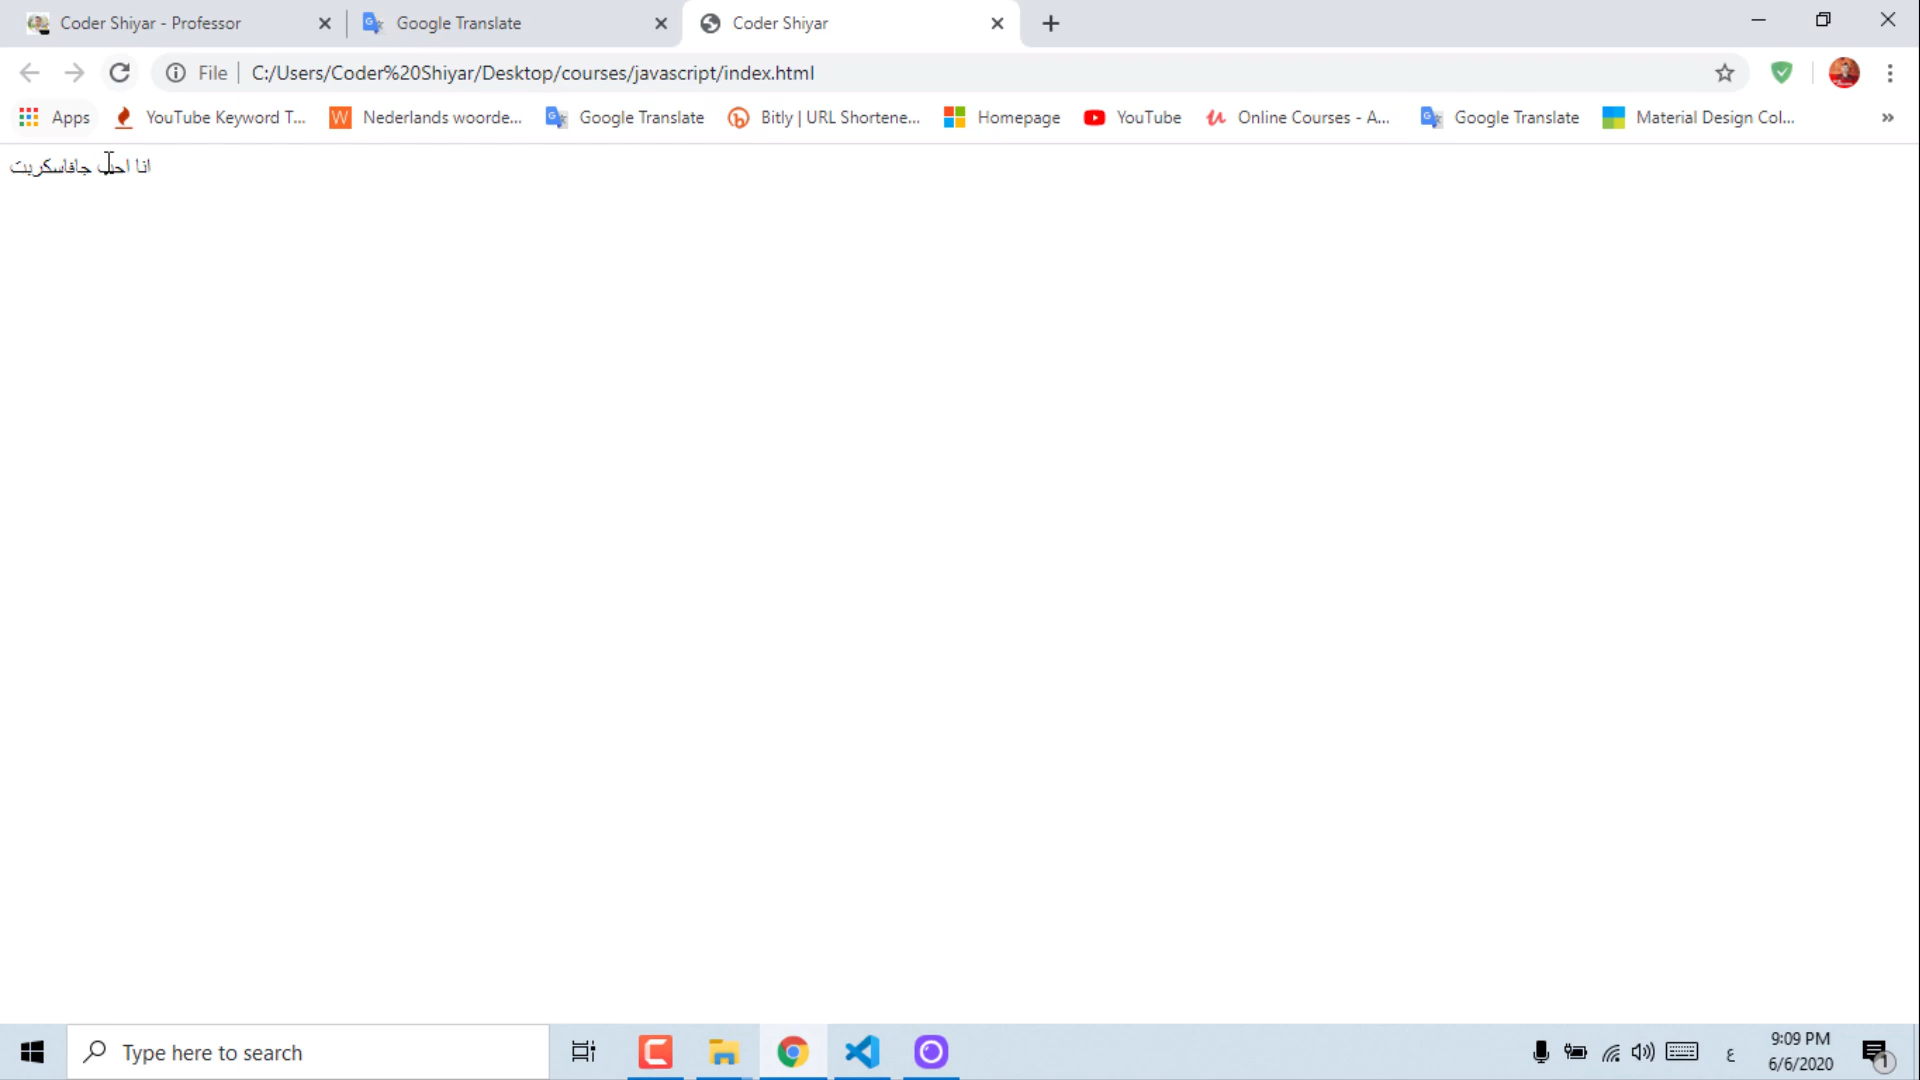 Coder Shiyar - Professor
Google Translate
Coder Shiyar
File
C:/Users/Coder%20Shiyar/Desktop/courses/javascript/index.html
Apps
YouTube Keyword T...
Nederlands woorde...
Google Translate
Bitly | URL Shortene...
Homepage
YouTube
Online Courses - A...
Google Translate
Material Design Col...
»
انا احب جافاسكربت
Type here to search
ع
9:09 PM
6/6/2020
1